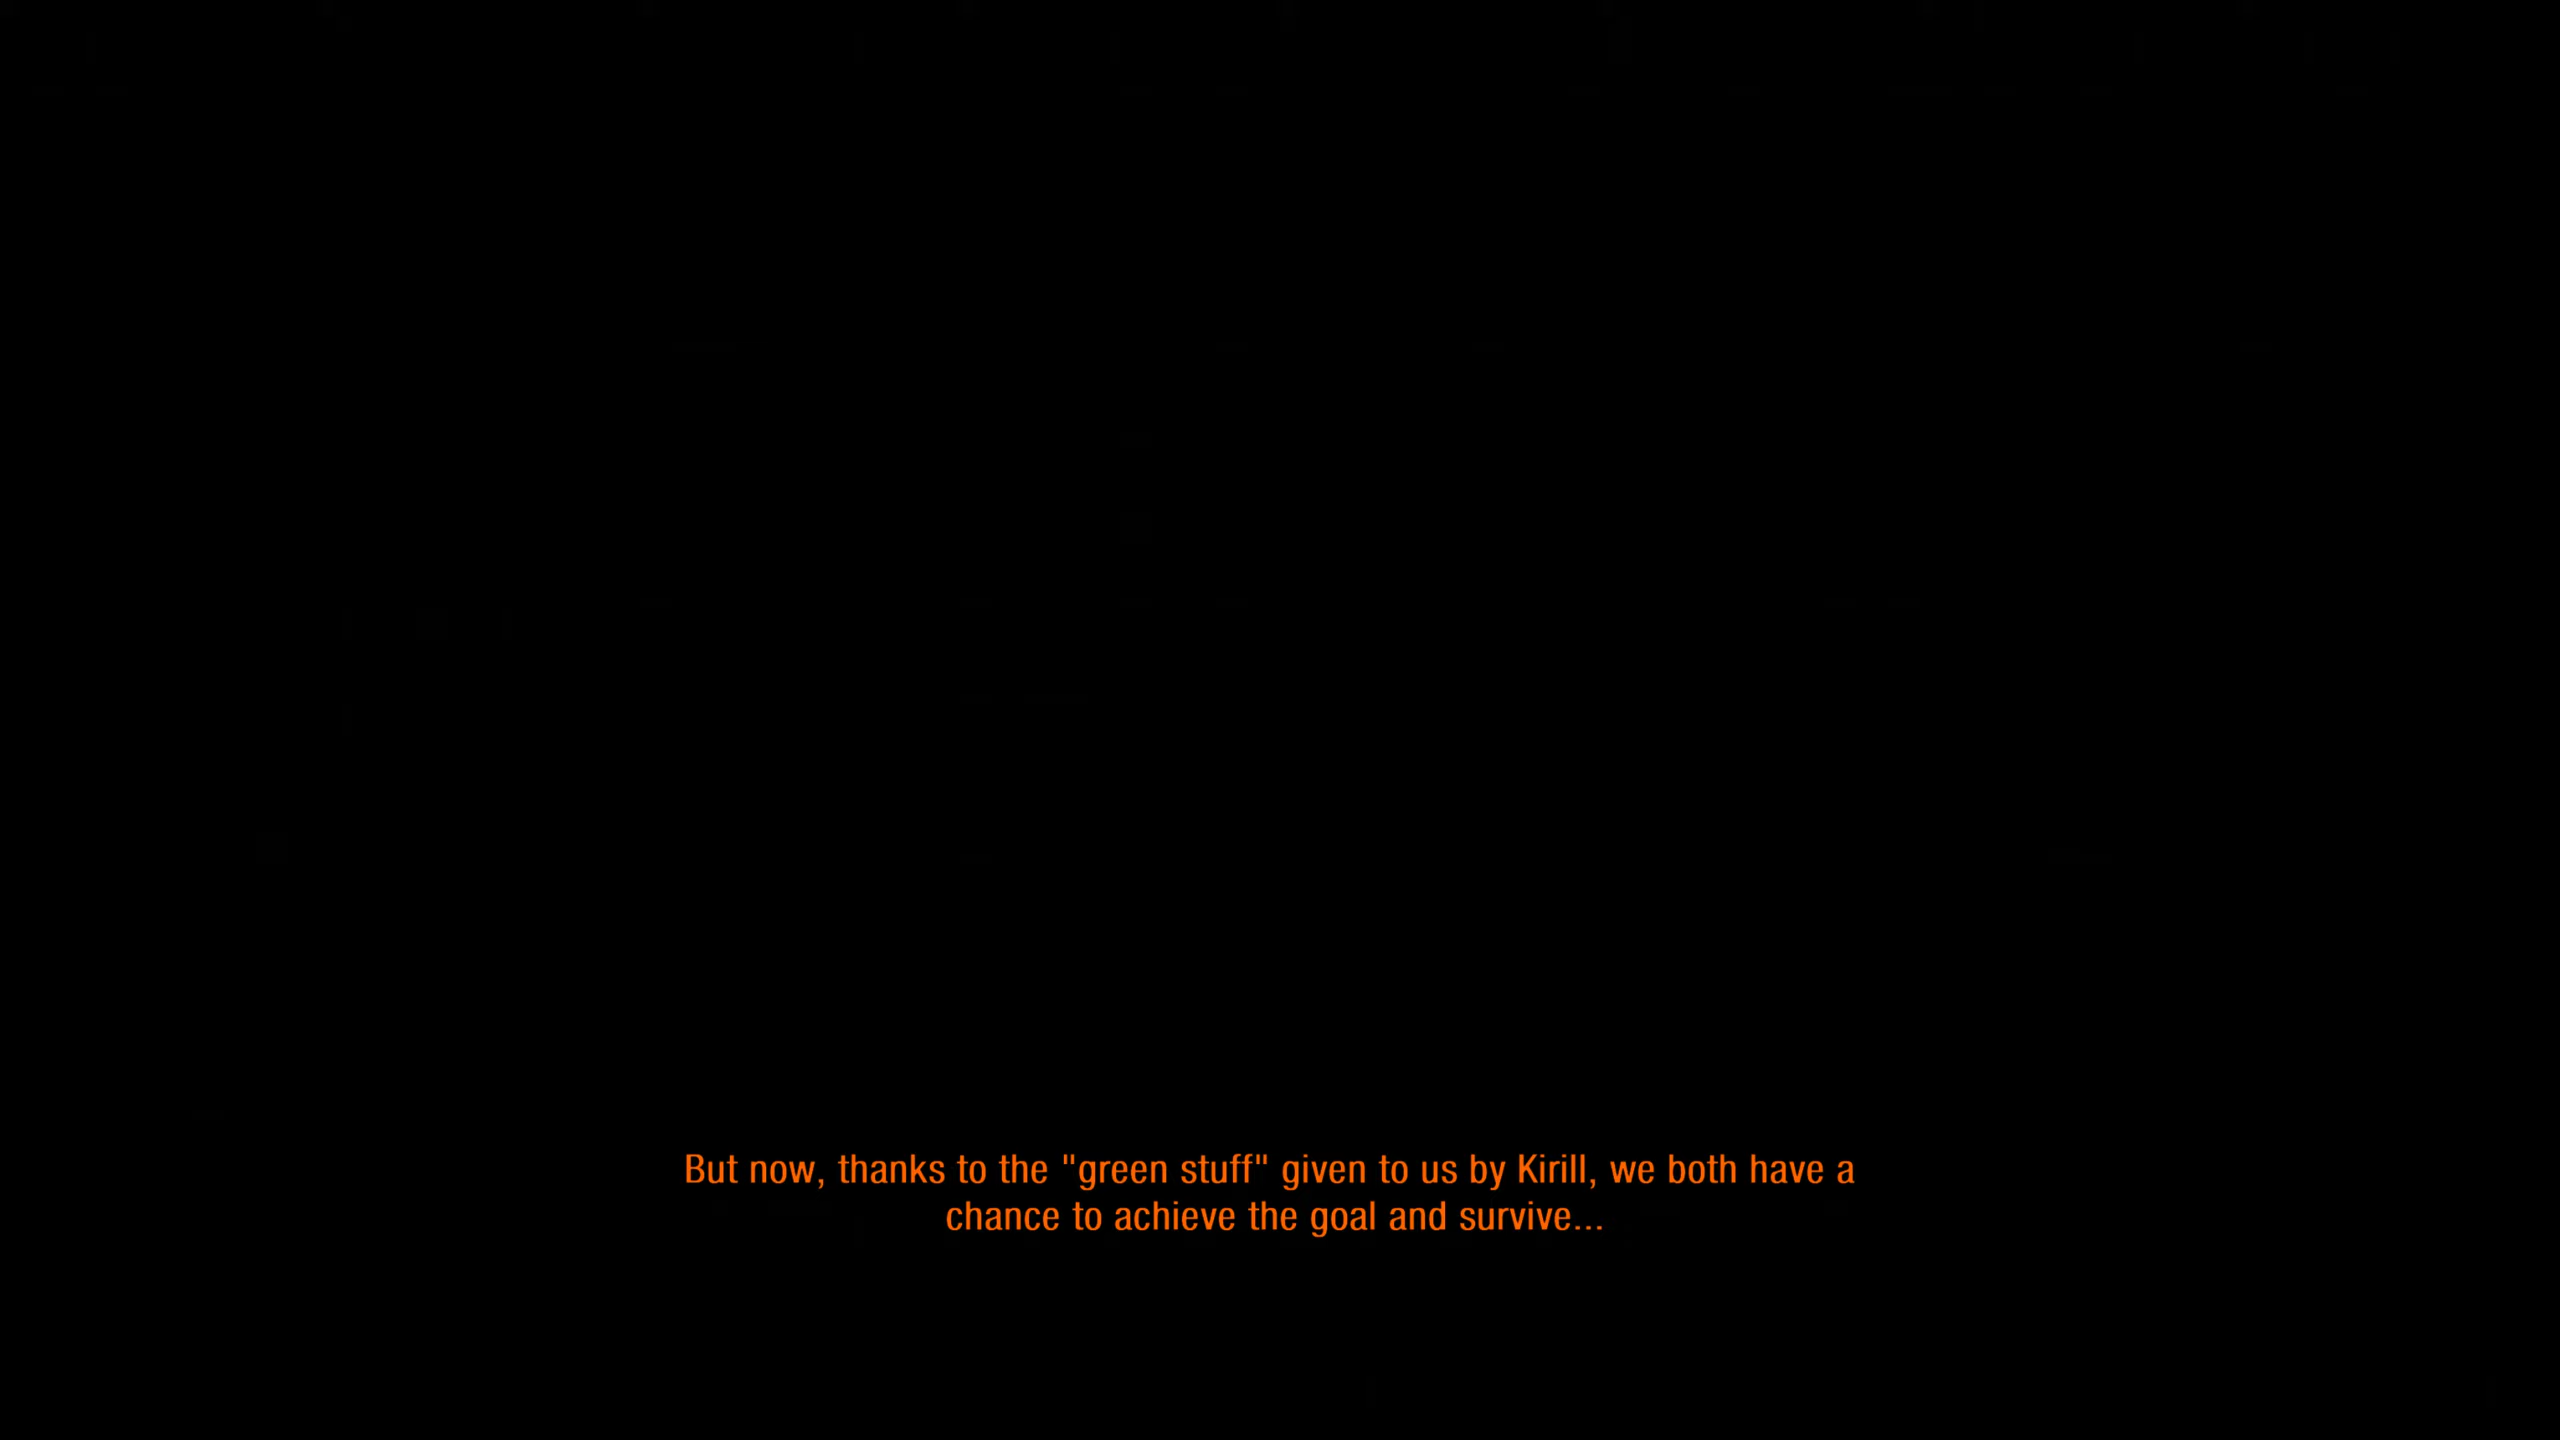 But now, thanks to the "green stuff" given to us by Kirill, we both have a
chance to achieve the goal and survive...